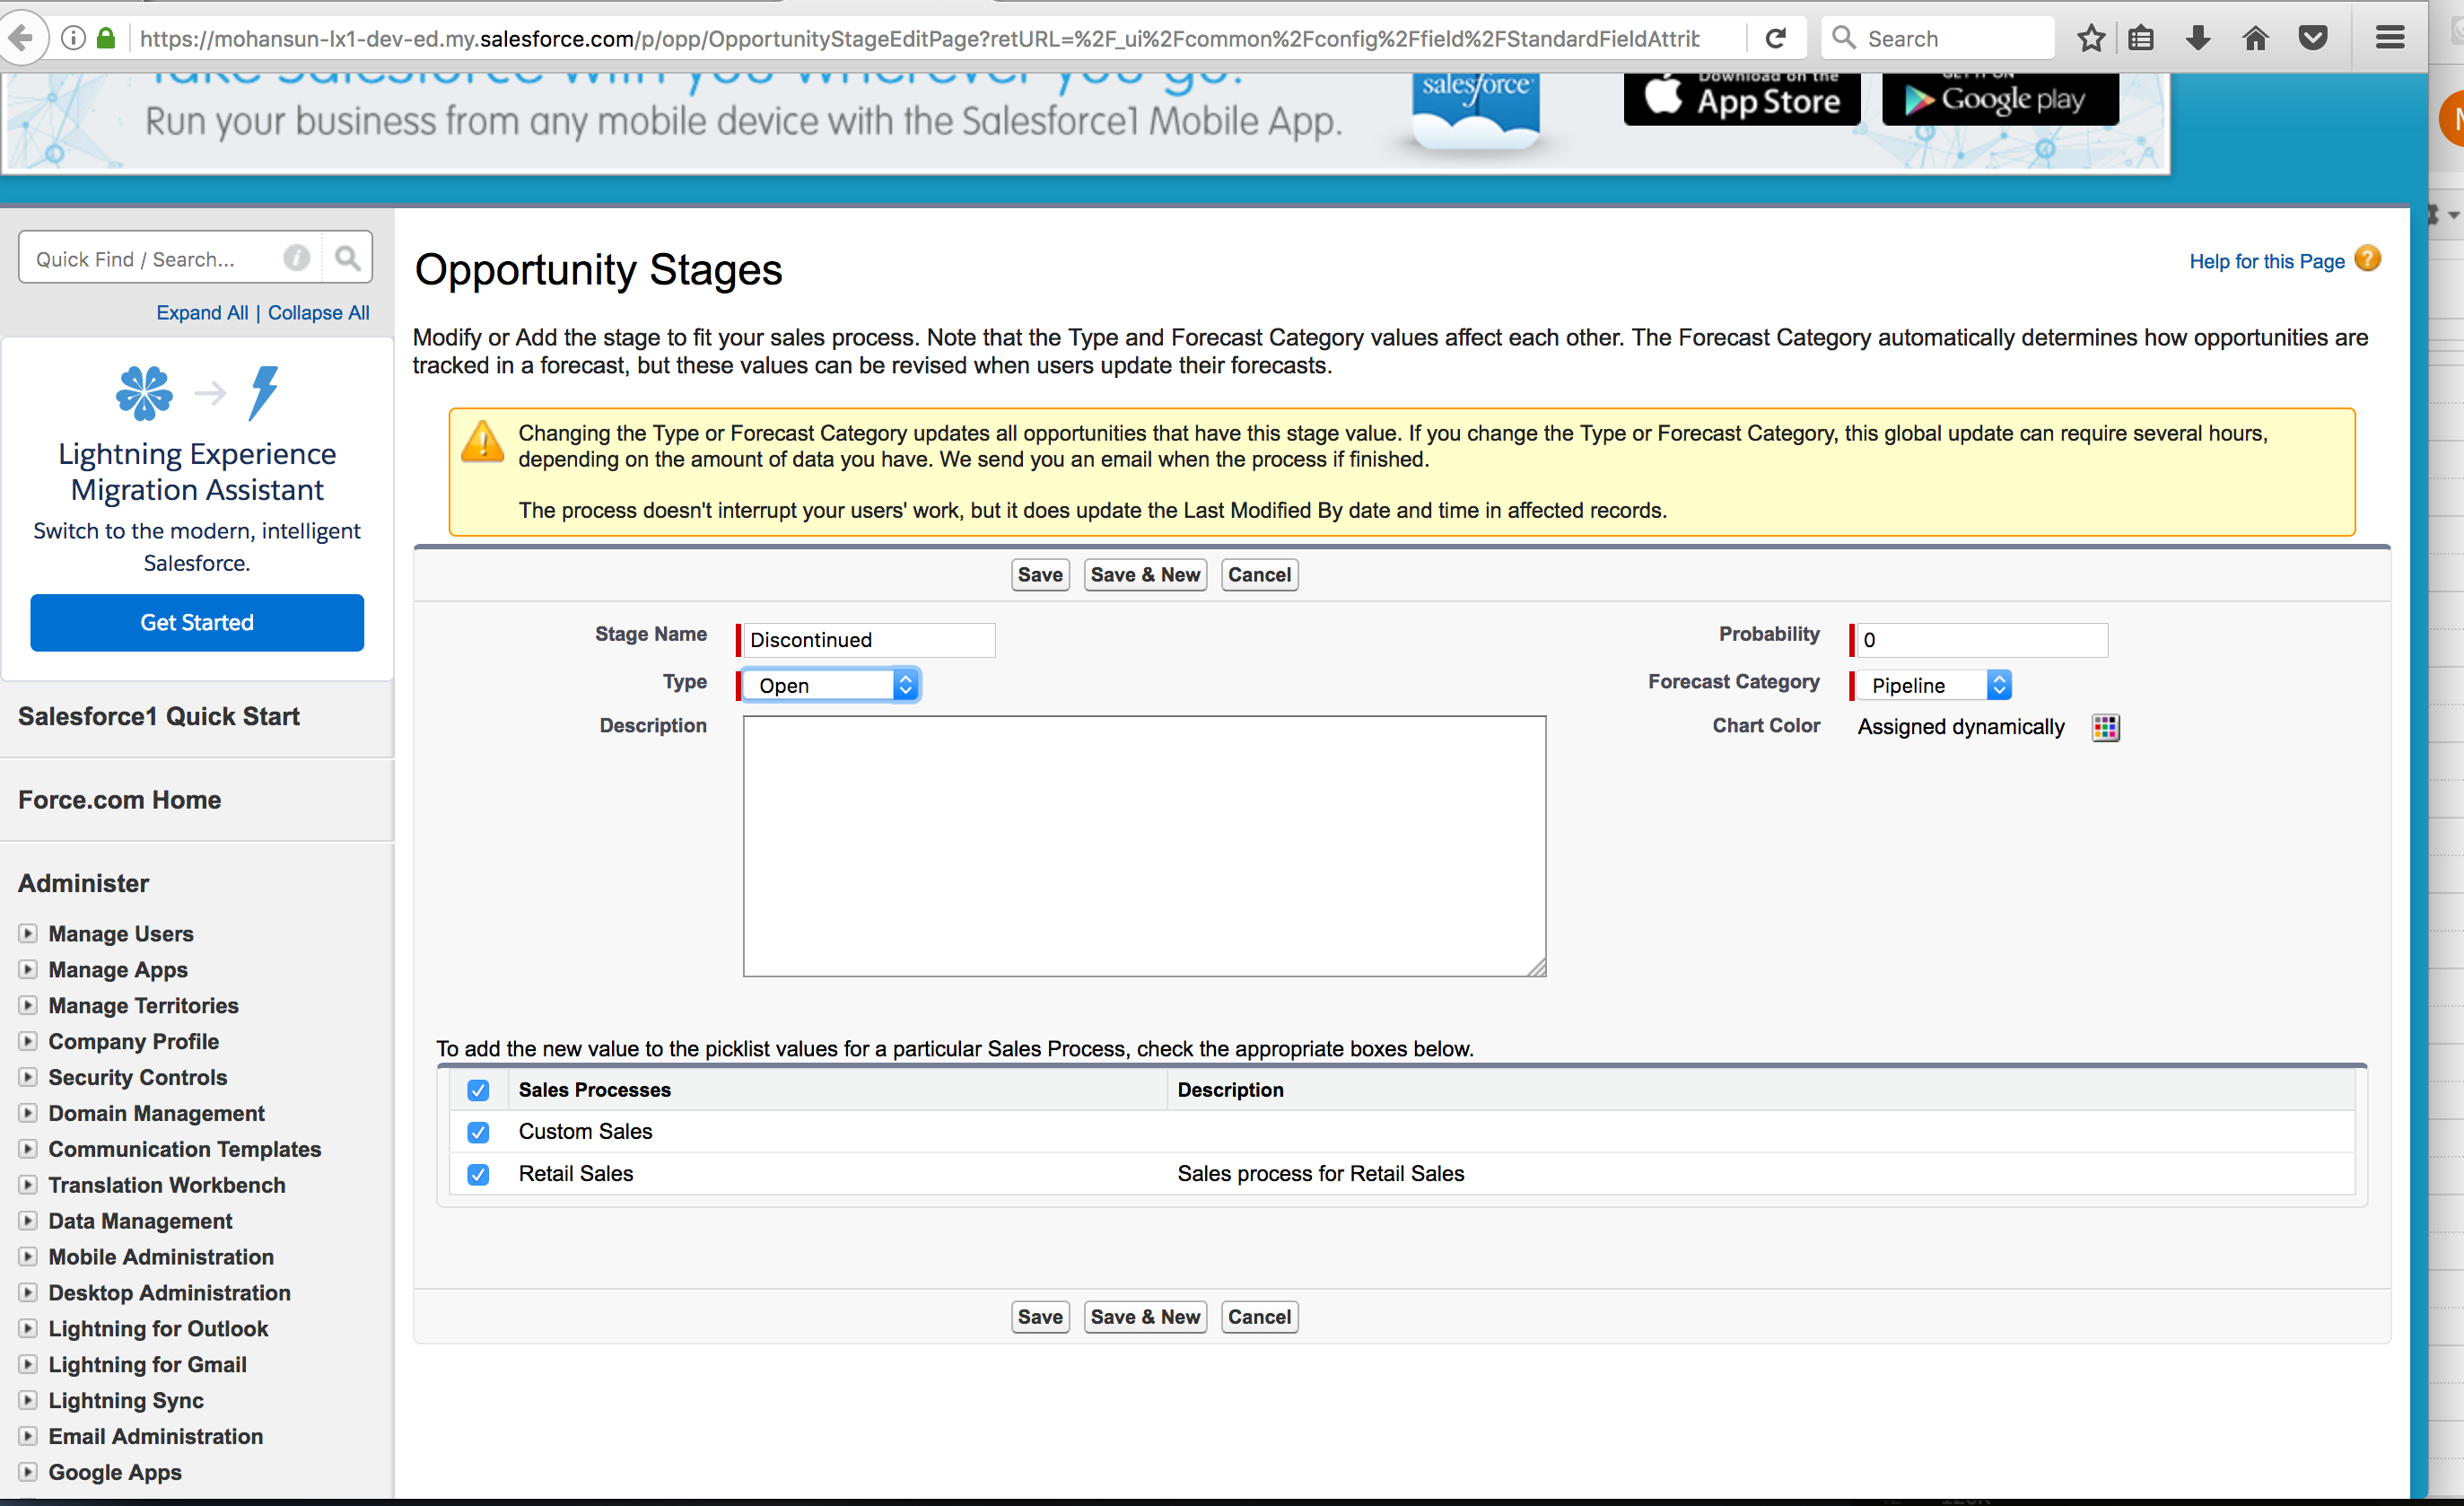 https://mohansun-lx1-dev-ed.my.salesforce.com/p/opp/OpportunityStageEditPage?retURL=%2F_ui%2Fcommon%2Fconfig%2Ffield%2FStandardFieldAttrib
Search
Take Salesforce with you wherever you go.
Run your business from any mobile device with the Salesforce1 Mobile App.
salesforce
Download on the
App Store
GET IT ON
Google play
Quick Find / Search...
Expand All | Collapse All
Lightning Experience
Migration Assistant
Switch to the modern, intelligent
Salesforce.
Get Started
Salesforce1 Quick Start
Force.com Home
Administer
Manage Users
Manage Apps
Manage Territories
Company Profile
Security Controls
Domain Management
Communication Templates
Translation Workbench
Data Management
Mobile Administration
Desktop Administration
Lightning for Outlook
Lightning for Gmail
Lightning Sync
Email Administration
Google Apps
Opportunity Stages
Help for this Page
Modify or Add the stage to fit your sales process. Note that the Type and Forecast Category values affect each other. The Forecast Category automatically determines how opportunities are
tracked in a forecast, but these values can be revised when users update their forecasts.
Changing the Type or Forecast Category updates all opportunities that have this stage value. If you change the Type or Forecast Category, this global update can require several hours,
depending on the amount of data you have. We send you an email when the process if finished.
The process doesn't interrupt your users' work, but it does update the Last Modified By date and time in affected records.
Save Save & New Cancel
Stage Name Discontinued Probability 0
Type Open Forecast Category Pipeline
Description Chart Color Assigned dynamically
To add the new value to the picklist values for a particular Sales Process, check the appropriate boxes below.
Sales Processes Description
Custom Sales
Retail Sales Sales process for Retail Sales
Save Save & New Cancel